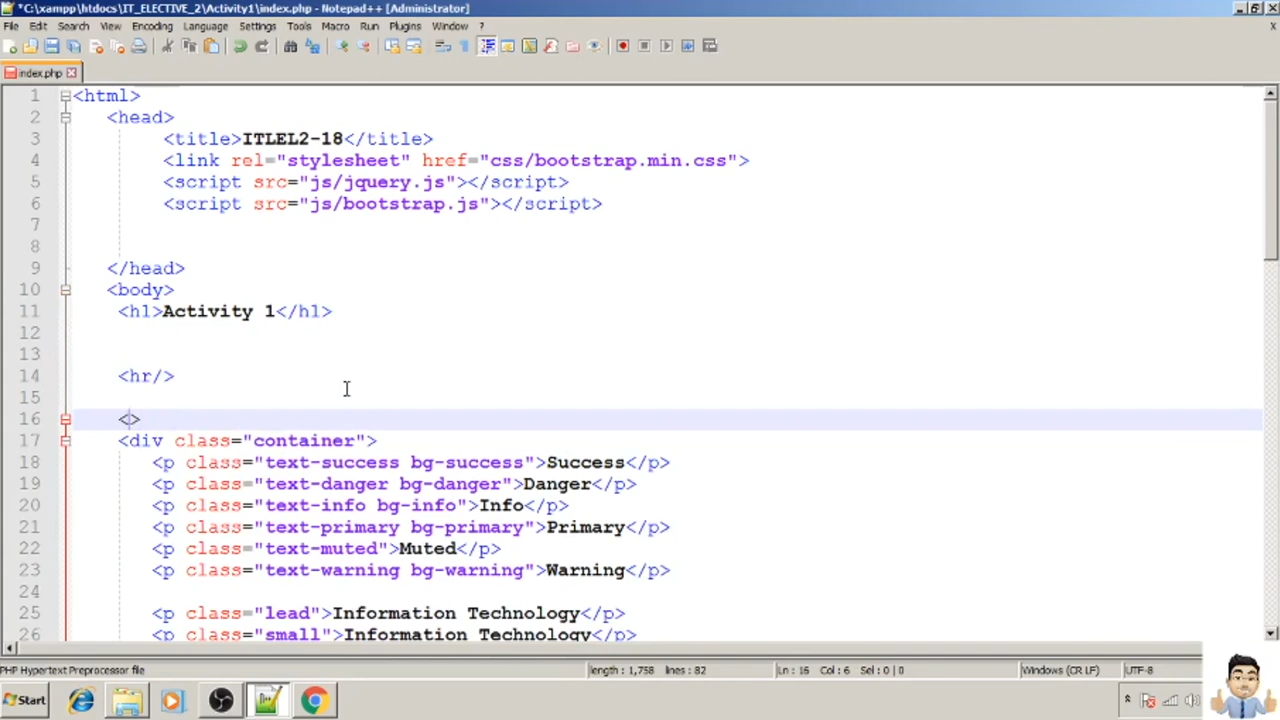 *C:\xampp\htdocs\IT_ELECTIVE_2\Activity1\index.php - Notepad++ [Administrator]
File Edit Search View Encoding Language Settings Tools Macro Run Plugins Window ?
index.php
1 <html>
2 <head>
3 <title>ITLEL2-18</title>
4 <link rel="stylesheet" href="css/bootstrap.min.css">
5 <script src="js/jquery.js"></script>
6 <script src="js/bootstrap.js"></script>
7
8
9 </head>
10 <body>
11 <h1>Activity 1</h1>
12
13
14 <hr/>
15
16 <>
17 <div class="container">
18 <p class="text-success bg-success">Success</p>
19 <p class="text-danger bg-danger">Danger</p>
20 <p class="text-info bg-info">Info</p>
21 <p class="text-primary bg-primary">Primary</p>
22 <p class="text-muted">Muted</p>
23 <p class="text-warning bg-warning">Warning</p>
24
25 <p class="lead">Information Technology</p>
26 <p class="small">Information Technology</p>
PHP Hypertext Preprocessor file length : 1,758 lines : 82 Ln : 16 Col : 6 Sel : 0 | 0 Windows (CR LF) UTF-8
Start